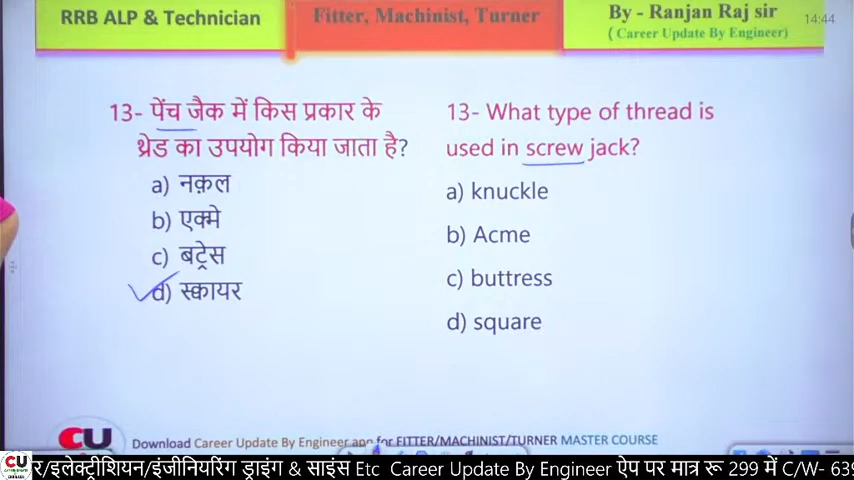 RRB ALP & Technician
Fitter, Machinist, Turner
By - Ranjan Raj sir
( Career Update By Engineer)
14:44
13- पेंच जैक में किस प्रकार के
थ्रेड का उपयोग किया जाता है?
a) नक़ल
b) एक्मे
c) बट्रेस
d) स्कायर
13- What type of thread is
used in screw jack?
a) knuckle
b) Acme
c) buttress
d) square
CU
Download Career Update By Engineer app for FITTER/MACHINIST/TURNER MASTER COURSE
CU
र/इलेक्ट्रीशियन/इंजीनियरिंग ड्राइंग & साइंस Etc Career Update By Engineer ऐप पर मात्र रू 299 में C/W- 639